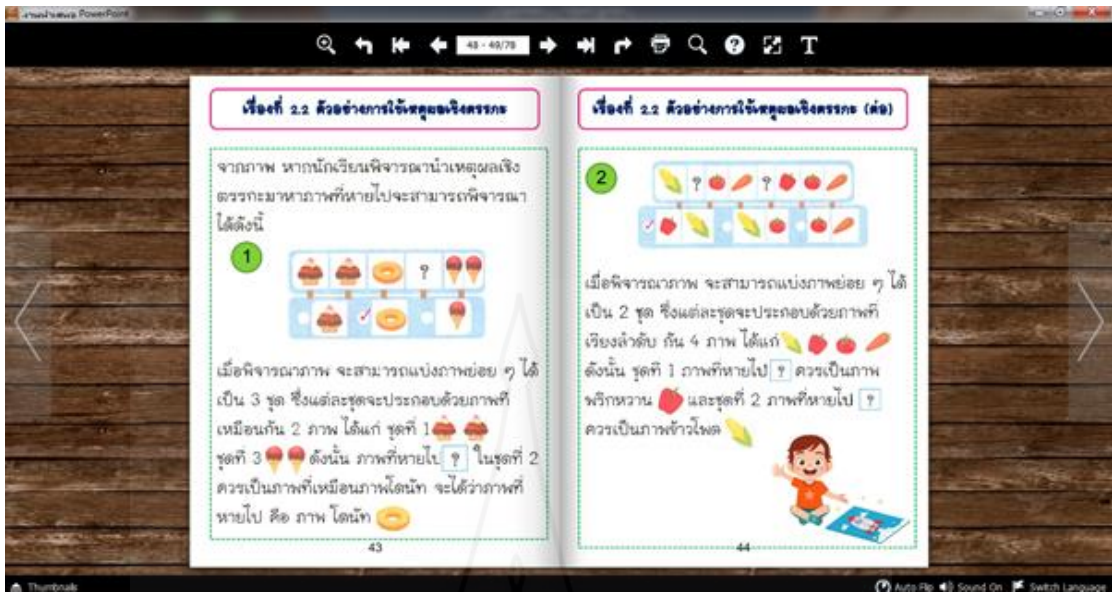 งานนำเสนอ PowerPoint
48 - 49/78
เรื่องที่ 2.2 ตัวอย่างการใช้เหตุผลเชิงตรรกะ
จากภาพ หากนักเรียนพิจารณานำเหตุผลเชิง
ตรรกะมาหาภาพที่หายไปจะสามารถพิจารณา
ได้ดังนี้
1
?
เมื่อพิจารณาภาพ จะสามารถแบ่งภาพย่อย ๆ ได้
เป็น 3 ชุด ซึ่งแต่ละชุดจะประกอบด้วยภาพที่
เหมือนกัน 2 ภาพ ได้แก่ ชุดที่ 1
ชุดที่ 3 ดังนั้น ภาพที่หายไป ? ในชุดที่ 2
ควรเป็นภาพที่เหมือนภาพโดนัท จะได้ว่าภาพที่
หายไป คือ ภาพ โดนัท
43
เรื่องที่ 2.2 ตัวอย่างการใช้เหตุผลเชิงตรรกะ (ต่อ)
2
? ?
เมื่อพิจารณาภาพ จะสามารถแบ่งภาพย่อย ๆ ได้
เป็น 2 ชุด ซึ่งแต่ละชุดจะประกอบด้วยภาพที่
เรียงลำดับ กัน 4 ภาพ ได้แก่
ดังนั้น ชุดที่ 1 ภาพที่หายไป ? ควรเป็นภาพ
พริกหวาน และชุดที่ 2 ภาพที่หายไป ?
ควรเป็นภาพข้าวโพด
44
Thumbnails
Auto Flip Sound On Switch Language